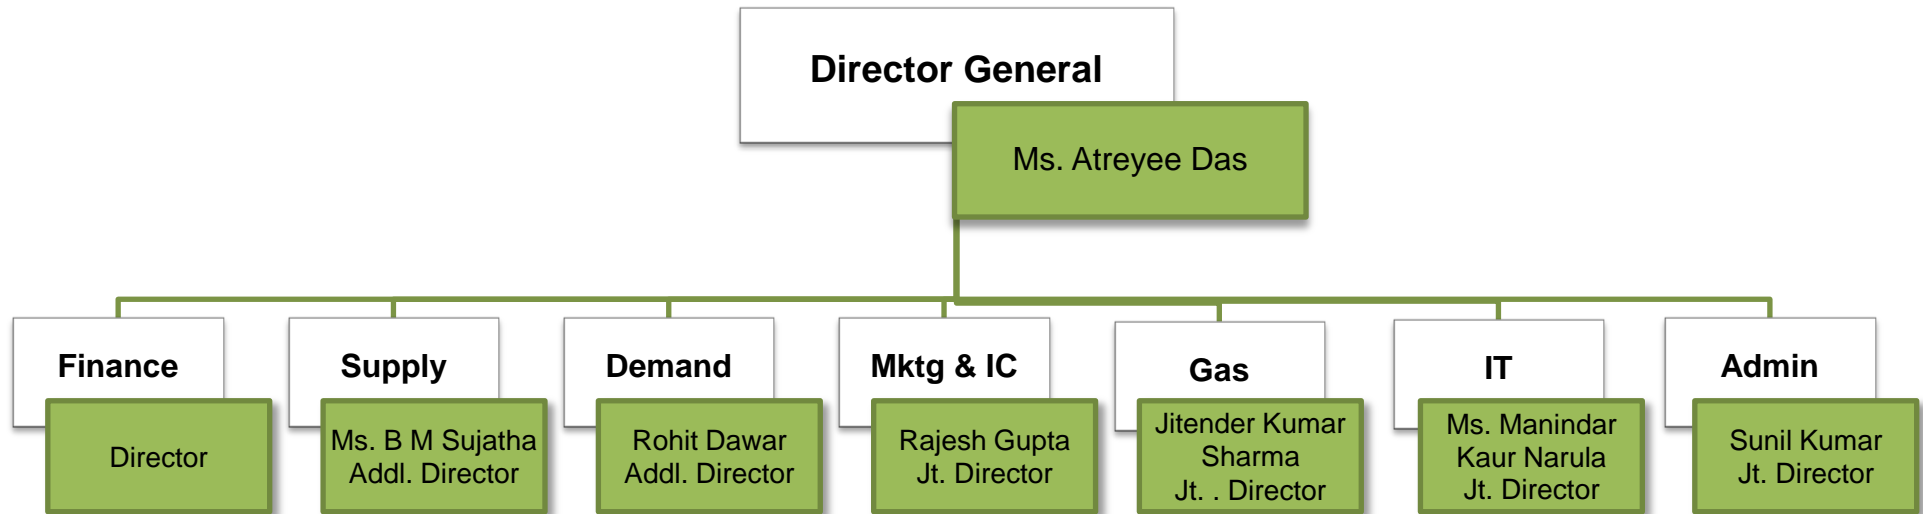 Director General
Ms. Atreyee Das
Finance
Director
Supply
Ms. B M Sujatha
Addl. Director
Demand
Rohit Dawar
Addl. Director
Mktg & IC
Rajesh Gupta
Jt. Director
Gas
Jitender Kumar
Sharma
Jt. . Director
IT
Ms. Manindar
Kaur Narula
Jt. Director
Admin
Sunil Kumar
Jt. Director